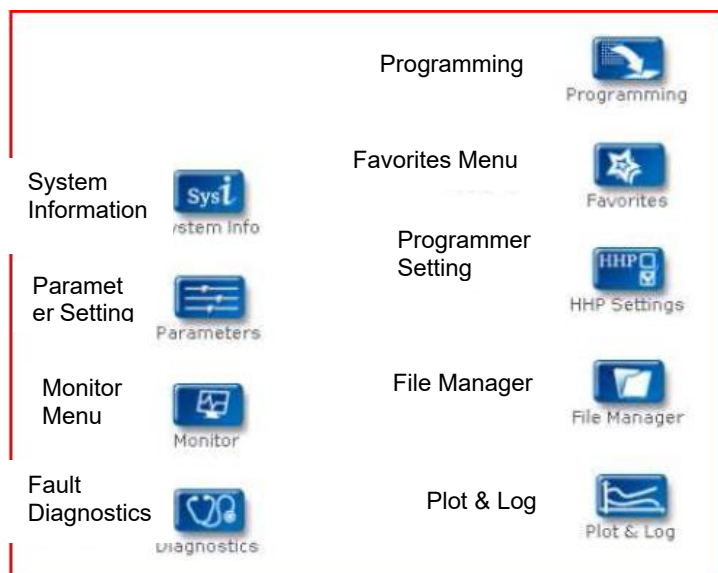 System
Information
Sysi
ystem Info
Paramet
er Setting
Parameters
Monitor
Menu
Monitor
Fault
Diagnostics
Diagnostics
Programming
Programming
Favorites Menu
Favorites
Programmer
Setting
HHP
HHP Settings
File Manager
File Manager
Plot & Log
Plot & Log